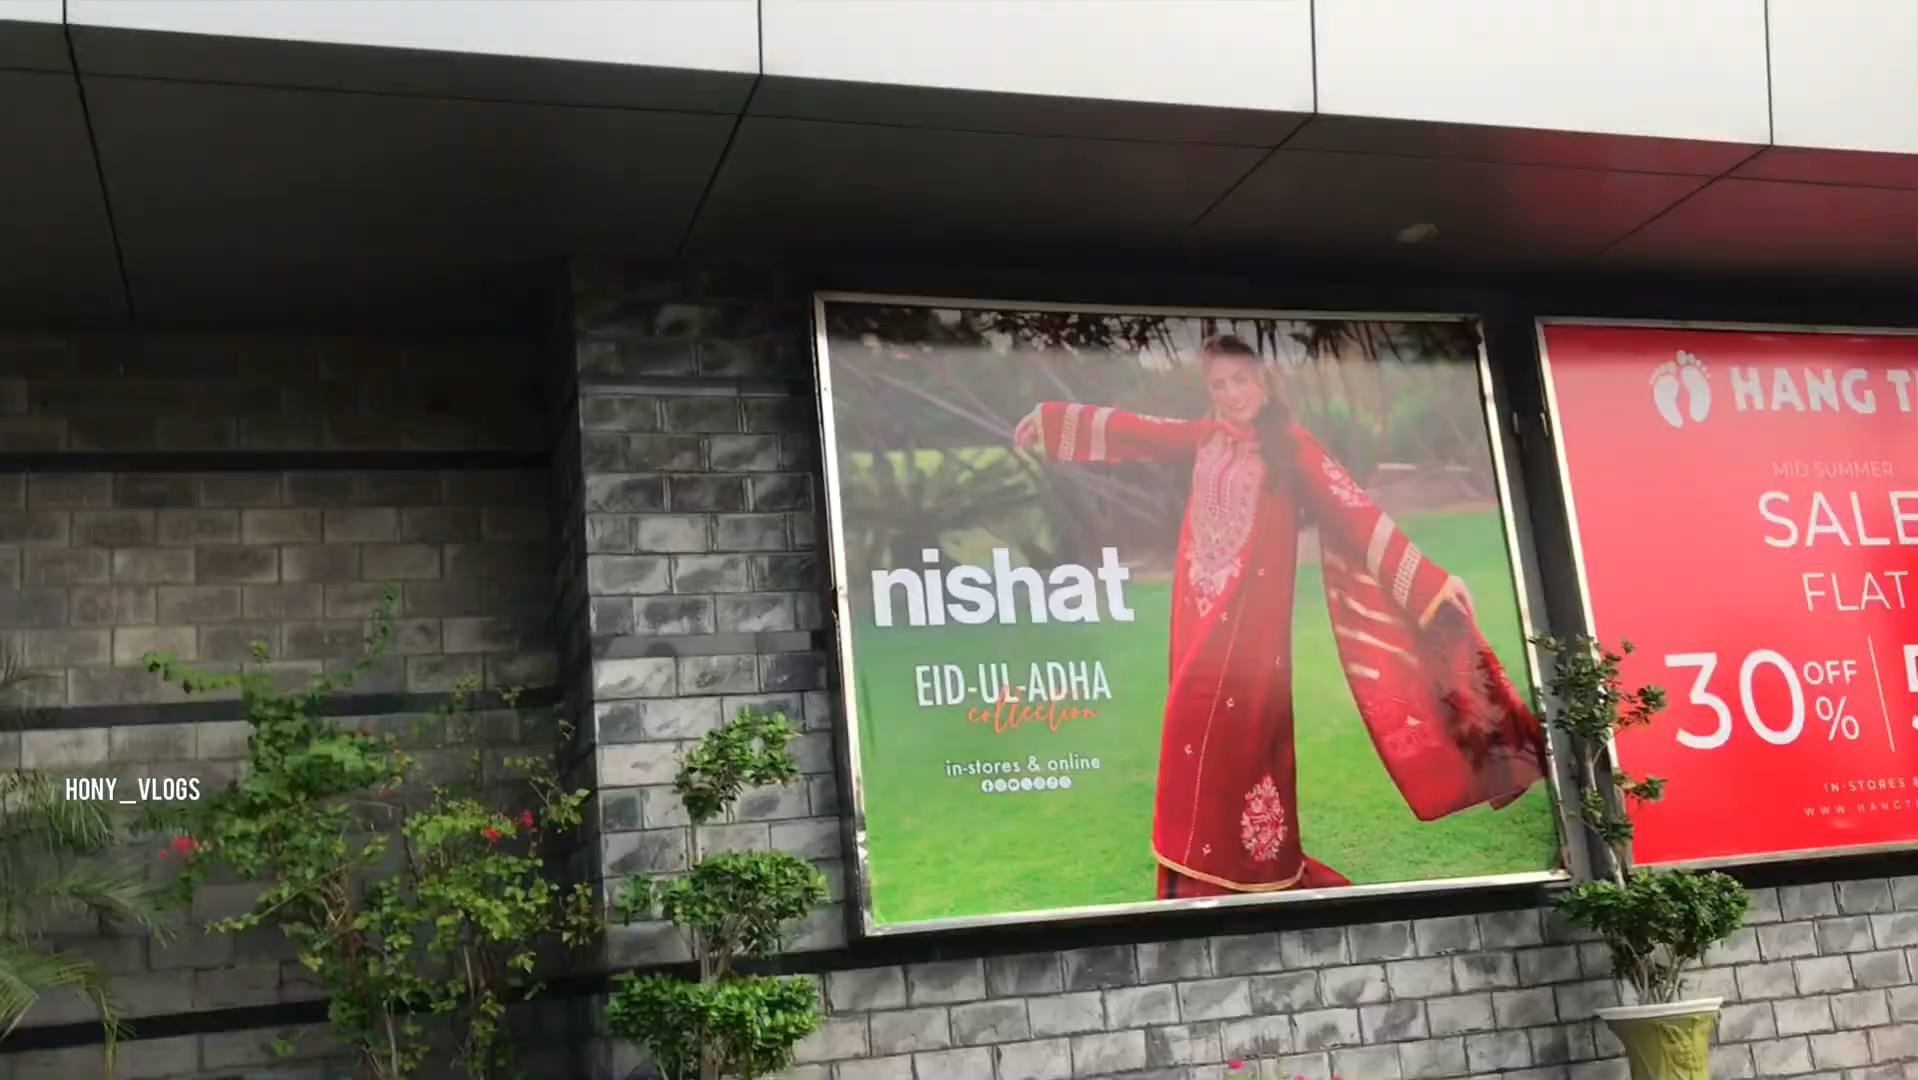 nishat
EID-UL-ADHA
collection
in-stores & online
HANG
MID SUMMER
SALE
FLAT
30% OFF
IN-STORES &
HONY_VLOGS